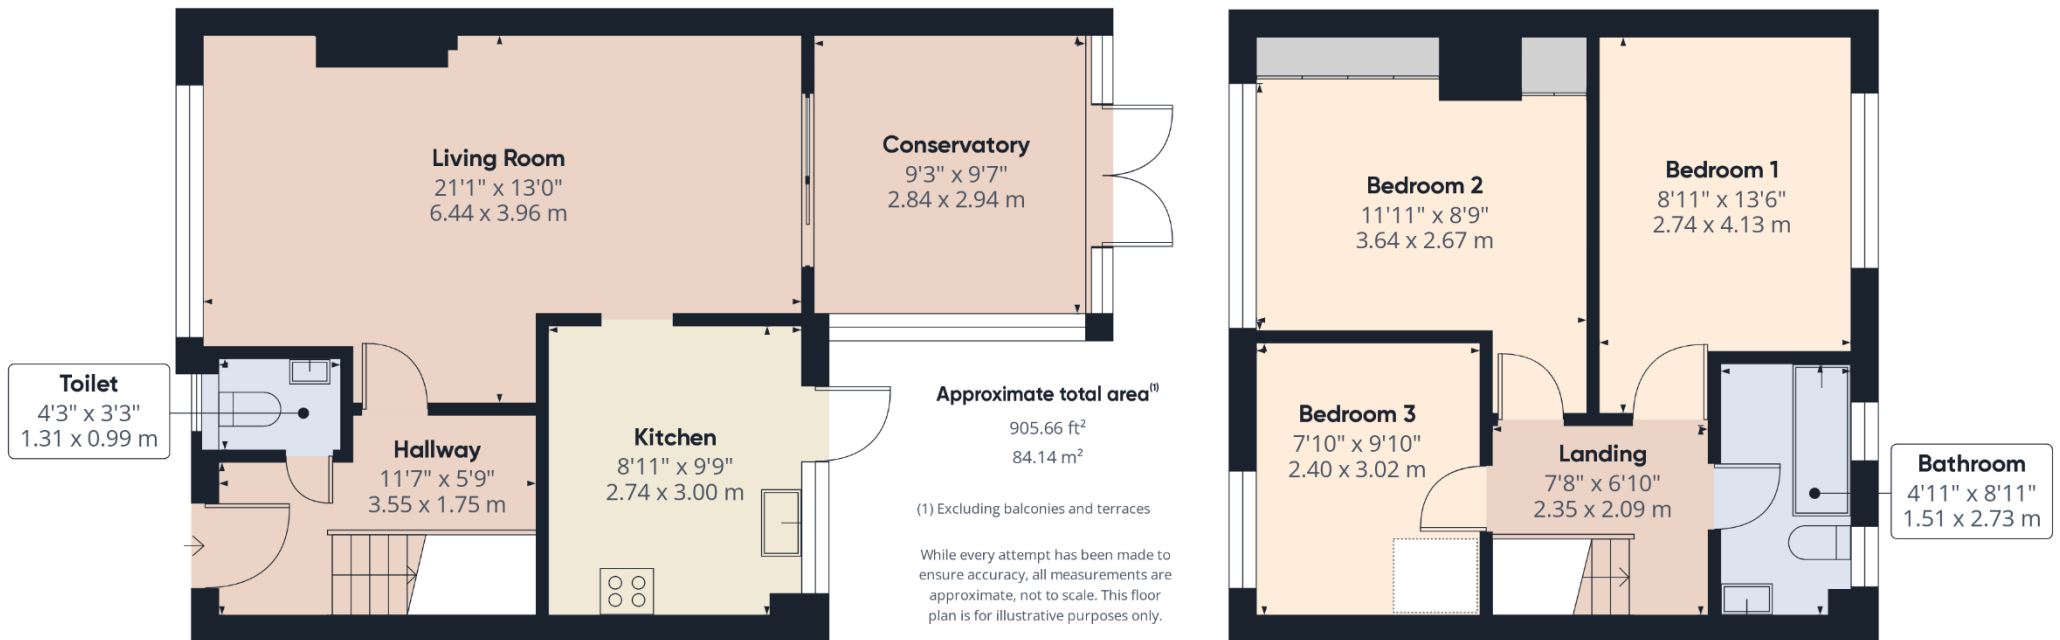 Living Room
21'1" x 13'0"
6.44 x 3.96 m
Conservatory
9'3" x 9'7"
2.84 x 2.94 m
Toilet
4'3" x 3'3"
1.31 x 0.99 m
Hallway
11'7" x 5'9"
3.55 x 1.75 m
Kitchen
8'11" x 9'9"
2.74 x 3.00 m
Approximate total area(1)
905.66 ft²
84.14 m²
(1) Excluding balconies and terraces
While every attempt has been made to
ensure accuracy, all measurements are
approximate, not to scale. This floor
plan is for illustrative purposes only.
Bedroom 2
11'11" x 8'9"
3.64 x 2.67 m
Bedroom 1
8'11" x 13'6"
2.74 x 4.13 m
Bedroom 3
7'10" x 9'10"
2.40 x 3.02 m
Landing
7'8" x 6'10"
2.35 x 2.09 m
Bathroom
4'11" x 8'11"
1.51 x 2.73 m